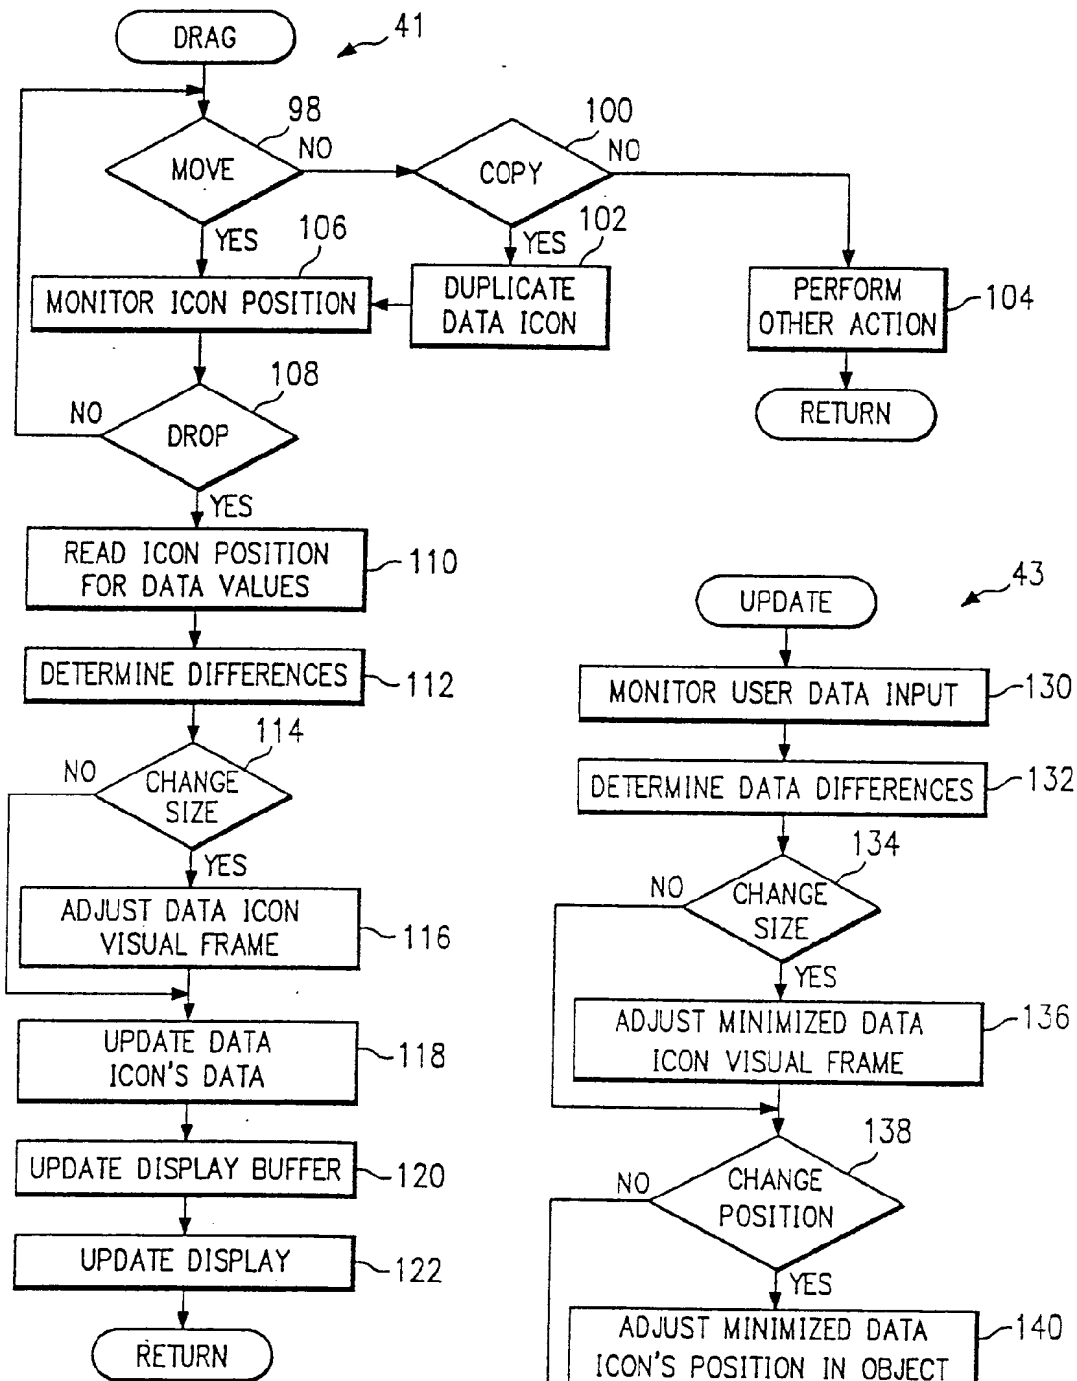 DRAG
41
98
MOVE
NO
YES
100
COPY
NO
YES
102
DUPLICATE
DATA ICON
PERFORM
OTHER ACTION
104
RETURN
106
MONITOR ICON POSITION
108
DROP
NO
YES
READ ICON POSITION
FOR DATA VALUES
110
DETERMINE DIFFERENCES
112
114
CHANGE
SIZE
NO
YES
ADJUST DATA ICON
VISUAL FRAME
116
UPDATE DATA
ICON'S DATA
118
UPDATE DISPLAY BUFFER
120
UPDATE DISPLAY
122
RETURN
UPDATE
43
MONITOR USER DATA INPUT
130
DETERMINE DATA DIFFERENCES
132
134
CHANGE
SIZE
NO
YES
ADJUST MINIMIZED DATA
ICON VISUAL FRAME
136
138
CHANGE
POSITION
NO
YES
ADJUST MINIMIZED DATA
ICON'S POSITION IN OBJECT
140